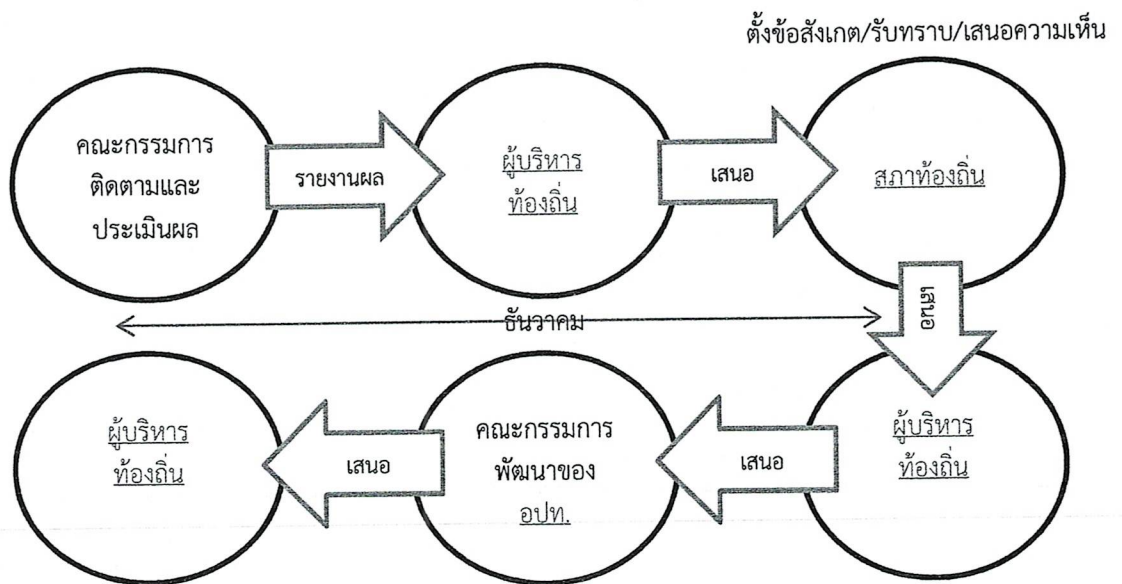 ตั้งข้อสังเกต/รับทราบ/เสนอความเห็น
คณะกรรมการ
ติดตามและ
ประเมินผล
รายงานผล
ผู้บริหาร
ท้องถิ่น
เสนอ
สภาท้องถิ่น
เสนอ
ธันวาคม
ผู้บริหาร
ท้องถิ่น
เสนอ
คณะกรรมการ
พัฒนาของ
อปท.
เสนอ
ผู้บริหาร
ท้องถิ่น